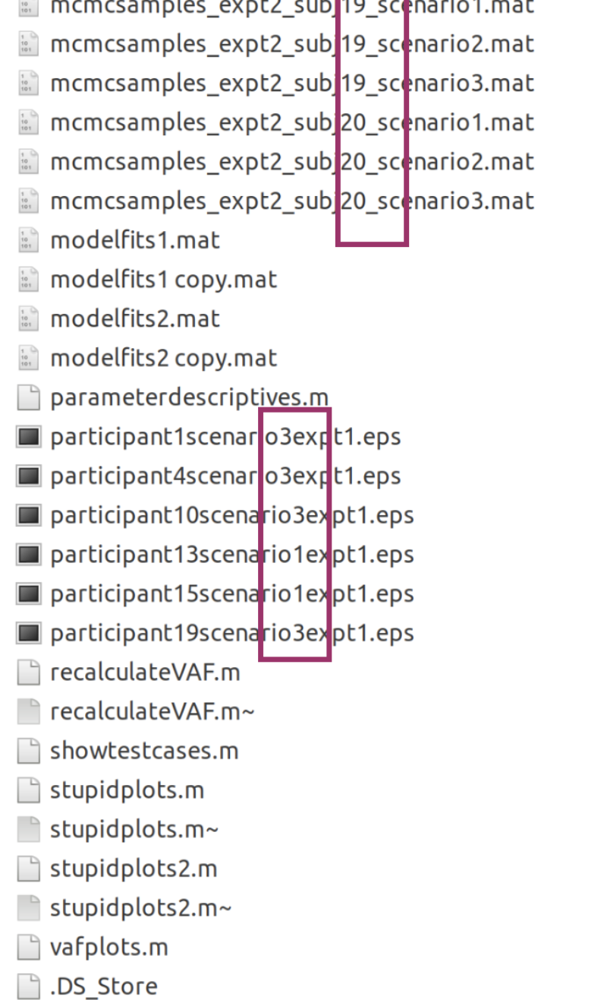 mcmcsamples_expt2_subj19_scenario1.mat
mcmcsamples_expt2_subj19_scenario2.mat
mcmcsamples_expt2_subj19_scenario3.mat
mcmcsamples_expt2_subj20_scenario1.mat
mcmcsamples_expt2_subj20_scenario2.mat
mcmcsamples_expt2_subj20_scenario3.mat
modelfits1.mat
modelfits1 copy.mat
modelfits2.mat
modelfits2 copy.mat
parameterdescriptives.m
participant1scenario3expt1.eps
participant4scenario3expt1.eps
participant10scenario3expt1.eps
participant13scenario1expt1.eps
participant15scenario1expt1.eps
participant19scenario3expt1.eps
recalculateVAF.m
recalculateVAF.m~
showtestcases.m
stupidplots.m
stupidplots.m~
stupidplots2.m
stupidplots2.m~
vafplots.m
.DS_Store